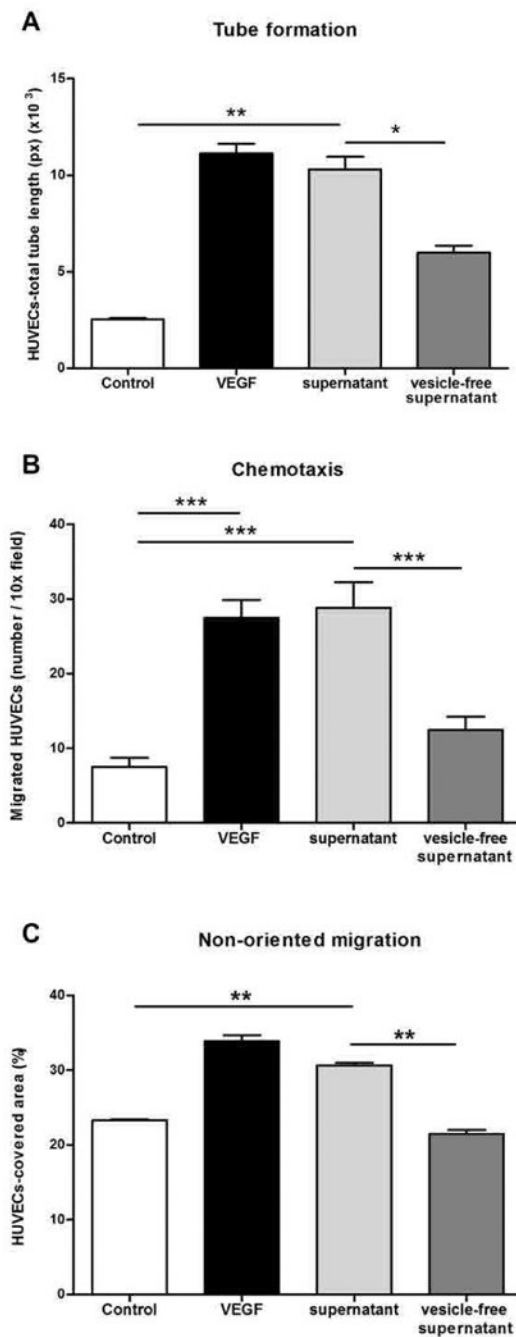 A
Tube formation
HUVECs-total tube length (px) (x10 ³)
15
10
5
0
**
*
Control VEGF supernatant vesicle-free
supernatant
B
Chemotaxis
Migrated HUVECs (number / 10x field)
40
30
20
10
0
***
***
***
Control VEGF supernatant vesicle-free
supernatant
C
Non-oriented migration
HUVECs-covered area (%)
40
30
20
10
0
**
**
Control VEGF supernatant vesicle-free
supernatant